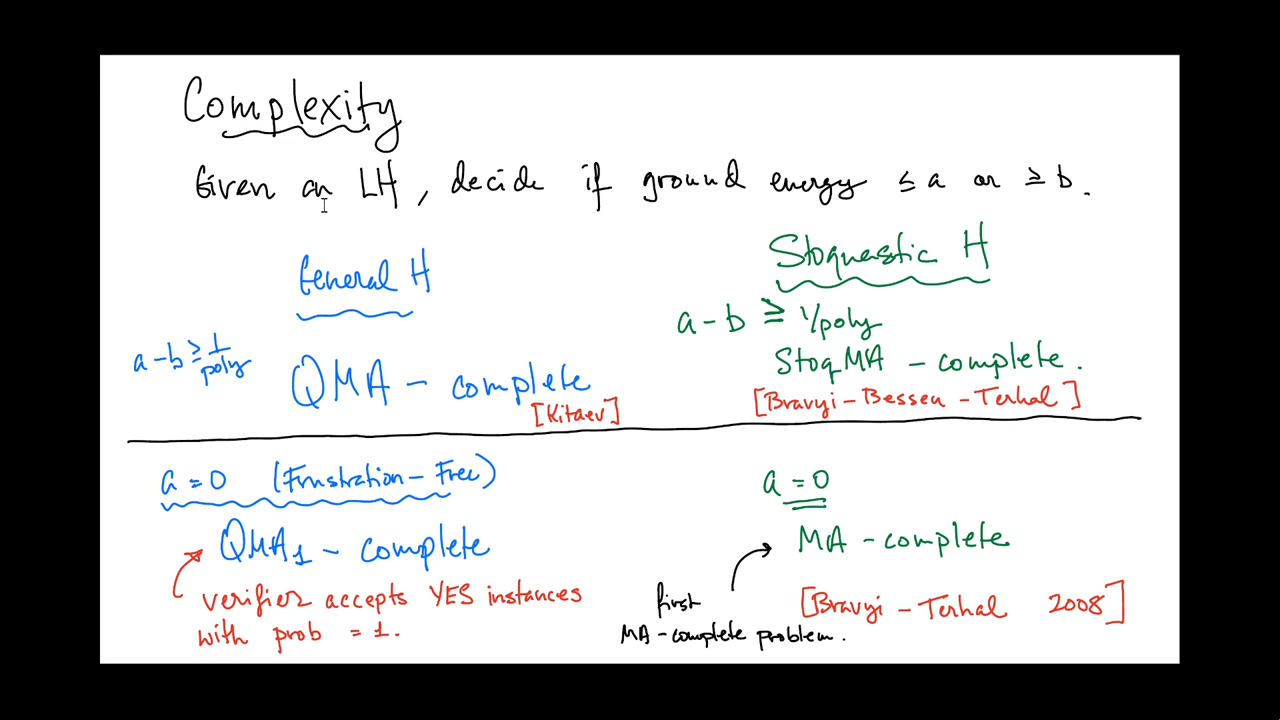 Complexity
Given an LH, decide if ground energy ≤ a or ≥ b.
General H
a-b ≥ 1/poly
QMA - complete
[Kitaev]
Stoquastic H
a - b ≥ 1/poly
StoqMA - complete.
[Bravyi - Bessen - Terhal]
a = 0 (Frustration - Free)
QMA1 - complete
verifier accepts YES instances
with prob = 1.
a = 0
MA - complete
first
MA - complete problem.
[Bravyi - Terhal 2008]